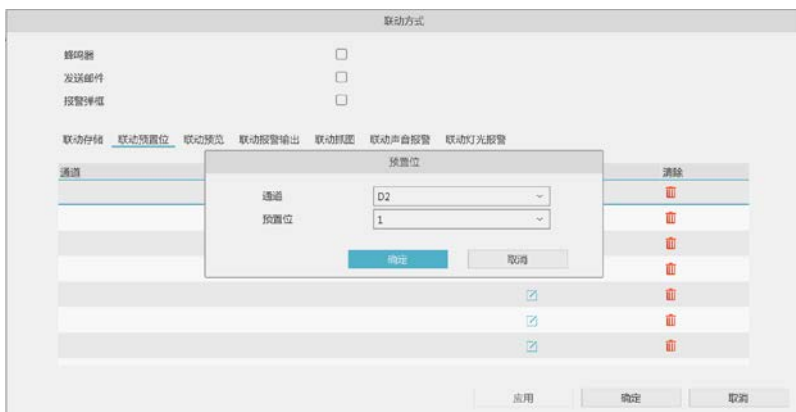 联动方式
蜂鸣器
发送邮件
报警弹框
联动存储 联动预置位 联动预览 联动报警输出 联动抓图 联动声音报警 联动灯光报警
预置位
通道 清除
通道 D2
预置位 1
确定 取消
应用 确定 取消